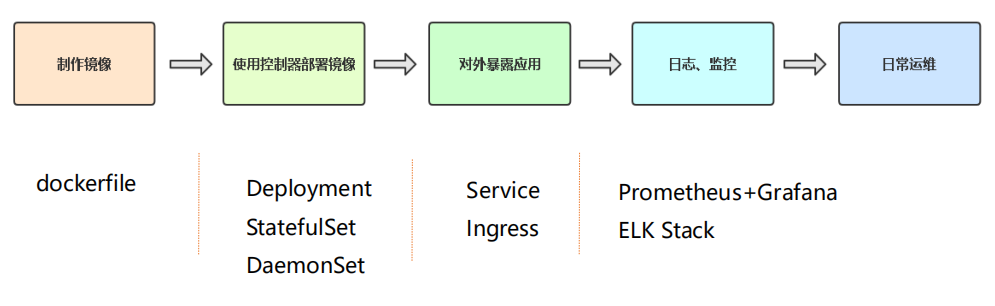 制作镜像
使用控制器部署镜像
对外暴露应用
日志、监控
日常运维
dockerfile
Deployment
StatefulSet
DaemonSet
Service
Ingress
Prometheus+Grafana
ELK Stack